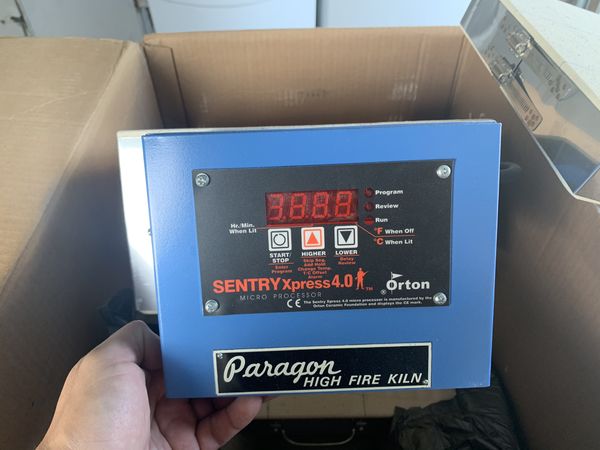 8888
Program
Review
Run
Hr./Min.
When Lit
°F When Off
°C When Lit
START/
STOP
Enter
Program
HIGHER
Skip Seg.
Add Hold
Change Temp.
T/C Offset
Alarm
LOWER
Delay
Review
SENTRY Xpress 4.0 TM
MICRO PROCESSOR
® Orton
CE The Sentry Xpress 4.0 micro processor is manufactured by the
Orton Ceramic Foundation and displays the CE mark.
Paragon
HIGH FIRE KILN